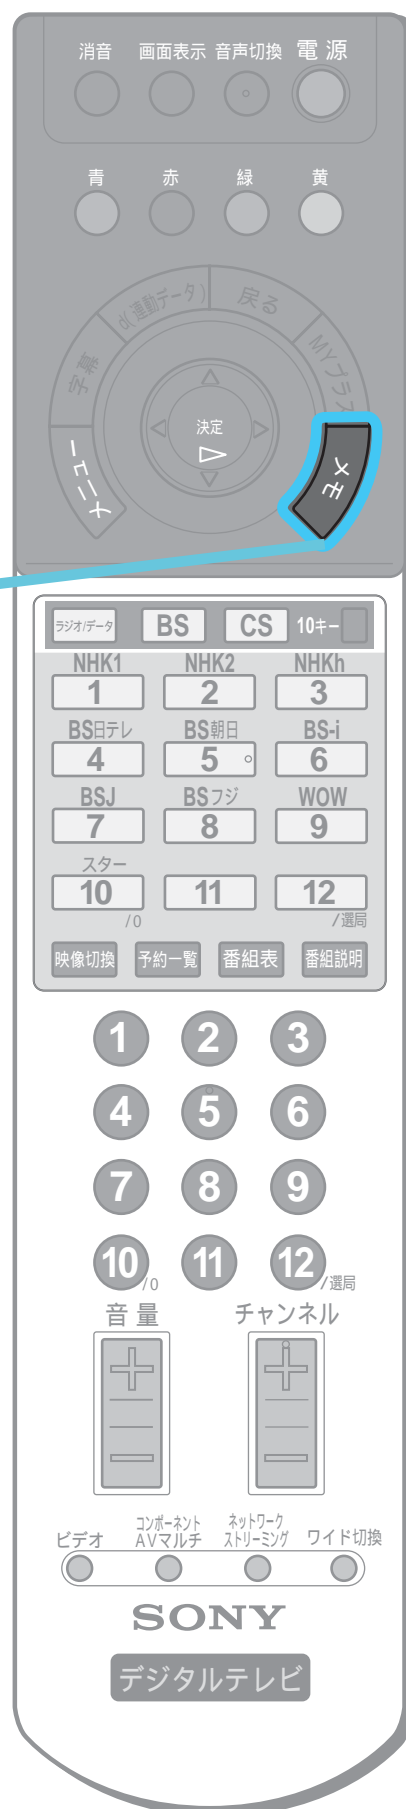 消音 画面表示 音声切換 電源
青 赤 緑 黄
字幕 d(連動データ) 戻る MYプラス
決定
メニュー メモ
ラジオ/データ BS CS 10キー
NHK1 NHK2 NHKh
1 2 3
BS日テレ BS朝日 BS-i
4 5 6
BSJ BSフジ WOW
7 8 9
スター
10 11 12
/0 /選局
映像切換 予約一覧 番組表 番組説明
1 2 3
4 5 6
7 8 9
10 11 12
/0 /選局
音量 チャンネル
ビデオ コンポーネント ネットワーク ワイド切換
AVマルチ ストリーミング
SONY
デジタルテレビ